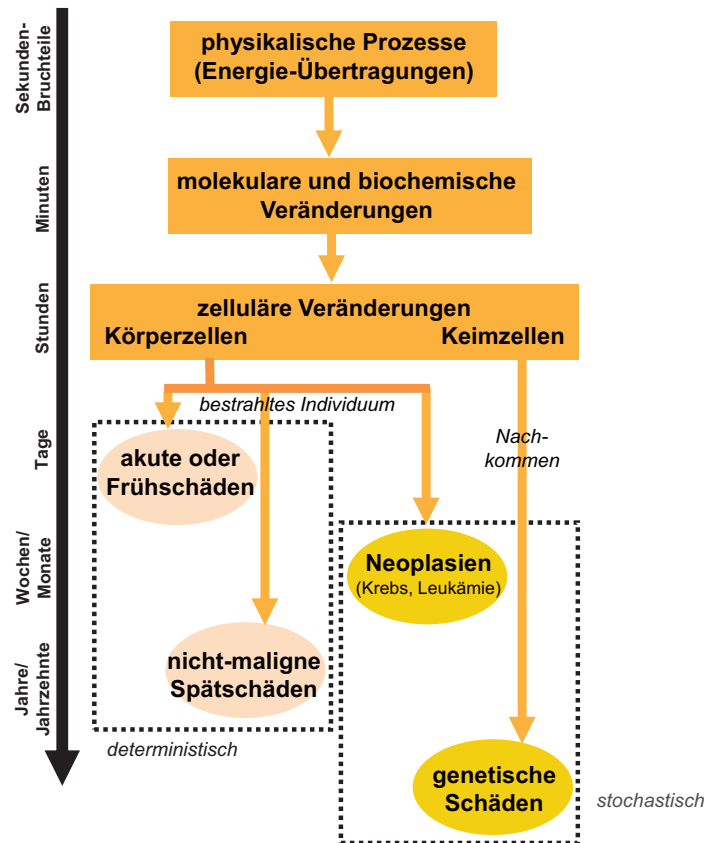 Sekunden-
Bruchteile
physikalische Prozesse
(Energie-Übertragungen)
Minuten
molekulare und biochemische
Veränderungen
Stunden
zelluläre Veränderungen
Körperzellen
Keimzellen
bestrahltes Individuum
Nach-
kommen
Tage
akute oder
Frühschäden
Wochen/
Monate
Neoplasien
(Krebs, Leukämie)
Jahre/
Jahrzehnte
nicht-maligne
Spätschäden
deterministisch
genetische
Schäden
stochastisch